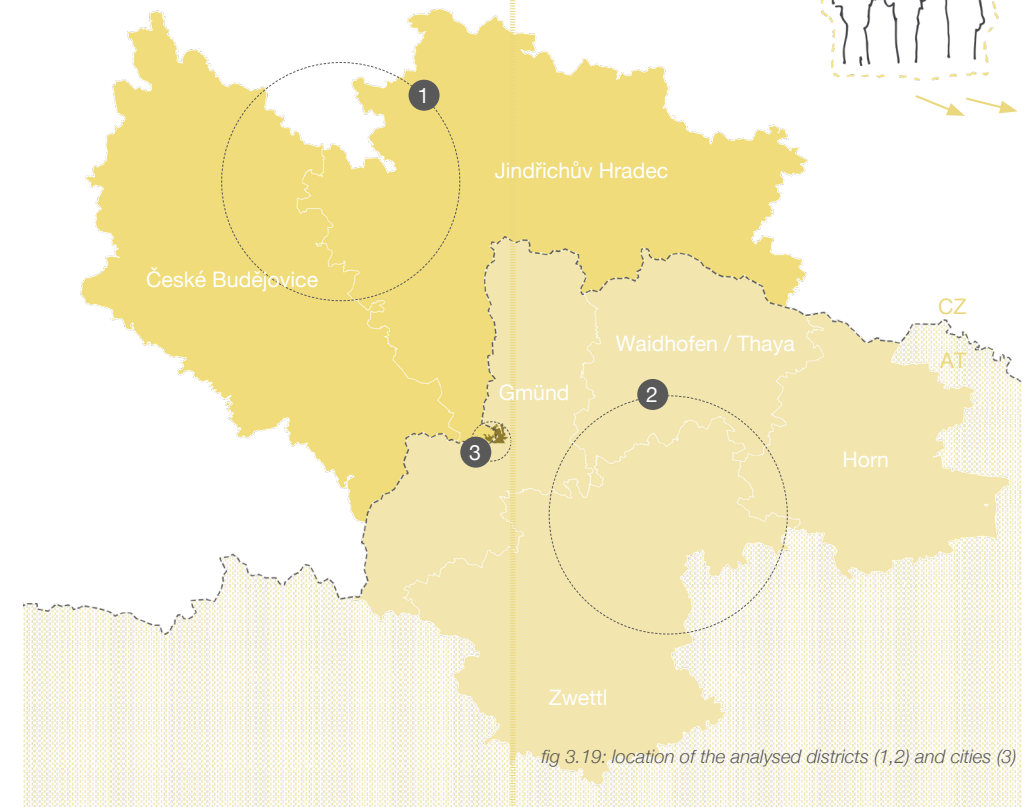 1
Jindřichův Hradec
České Budějovice
CZ
Waidhofen / Thaya
AT
Gmünd
2
3
Horn
Zwettl
fig 3.19: location of the analysed districts (1,2) and cities (3)